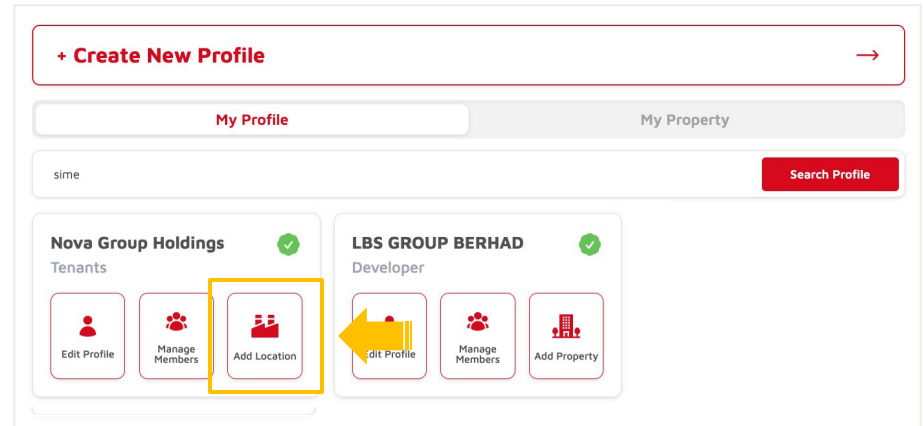 + Create New Profile
My Profile
My Property
sime
Search Profile
Nova Group Holdings
Tenants
Edit Profile
Manage
Members
Add Location
LBS GROUP BERHAD
Developer
Edit Profile
Manage
Members
Add Property